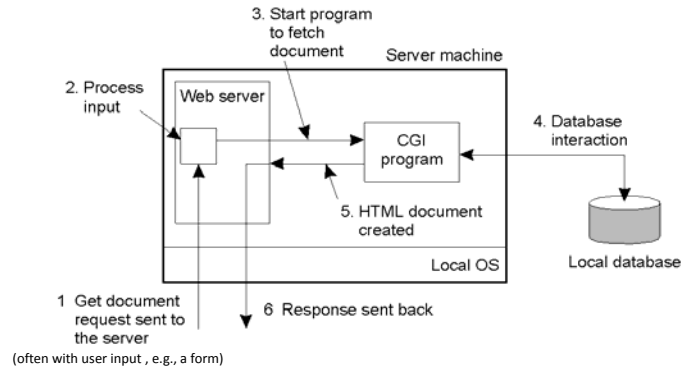 3. Start program
to fetch
document
Server machine
2. Process
input
Web server
CGI
program
4. Database
interaction
5. HTML document
created
Local OS
Local database
1 Get document
request sent to
the server
(often with user input , e.g., a form)
6 Response sent back